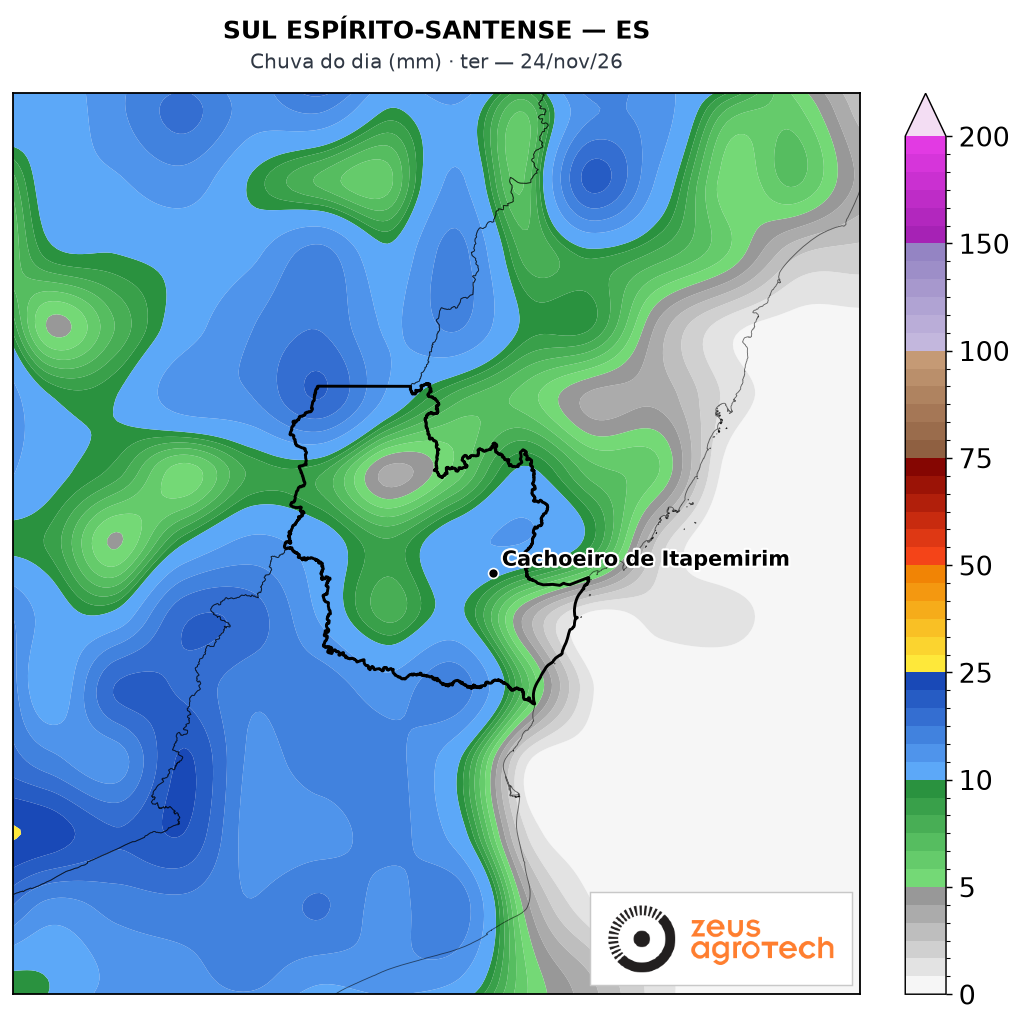 SUL ESPÍRITO-SANTENSE — ES
Chuva do dia (mm) · ter — 24/nov/26
200
150
100
75
50
25
10
5
0
Cachoeiro de Itapemirim
zeus
agrotech